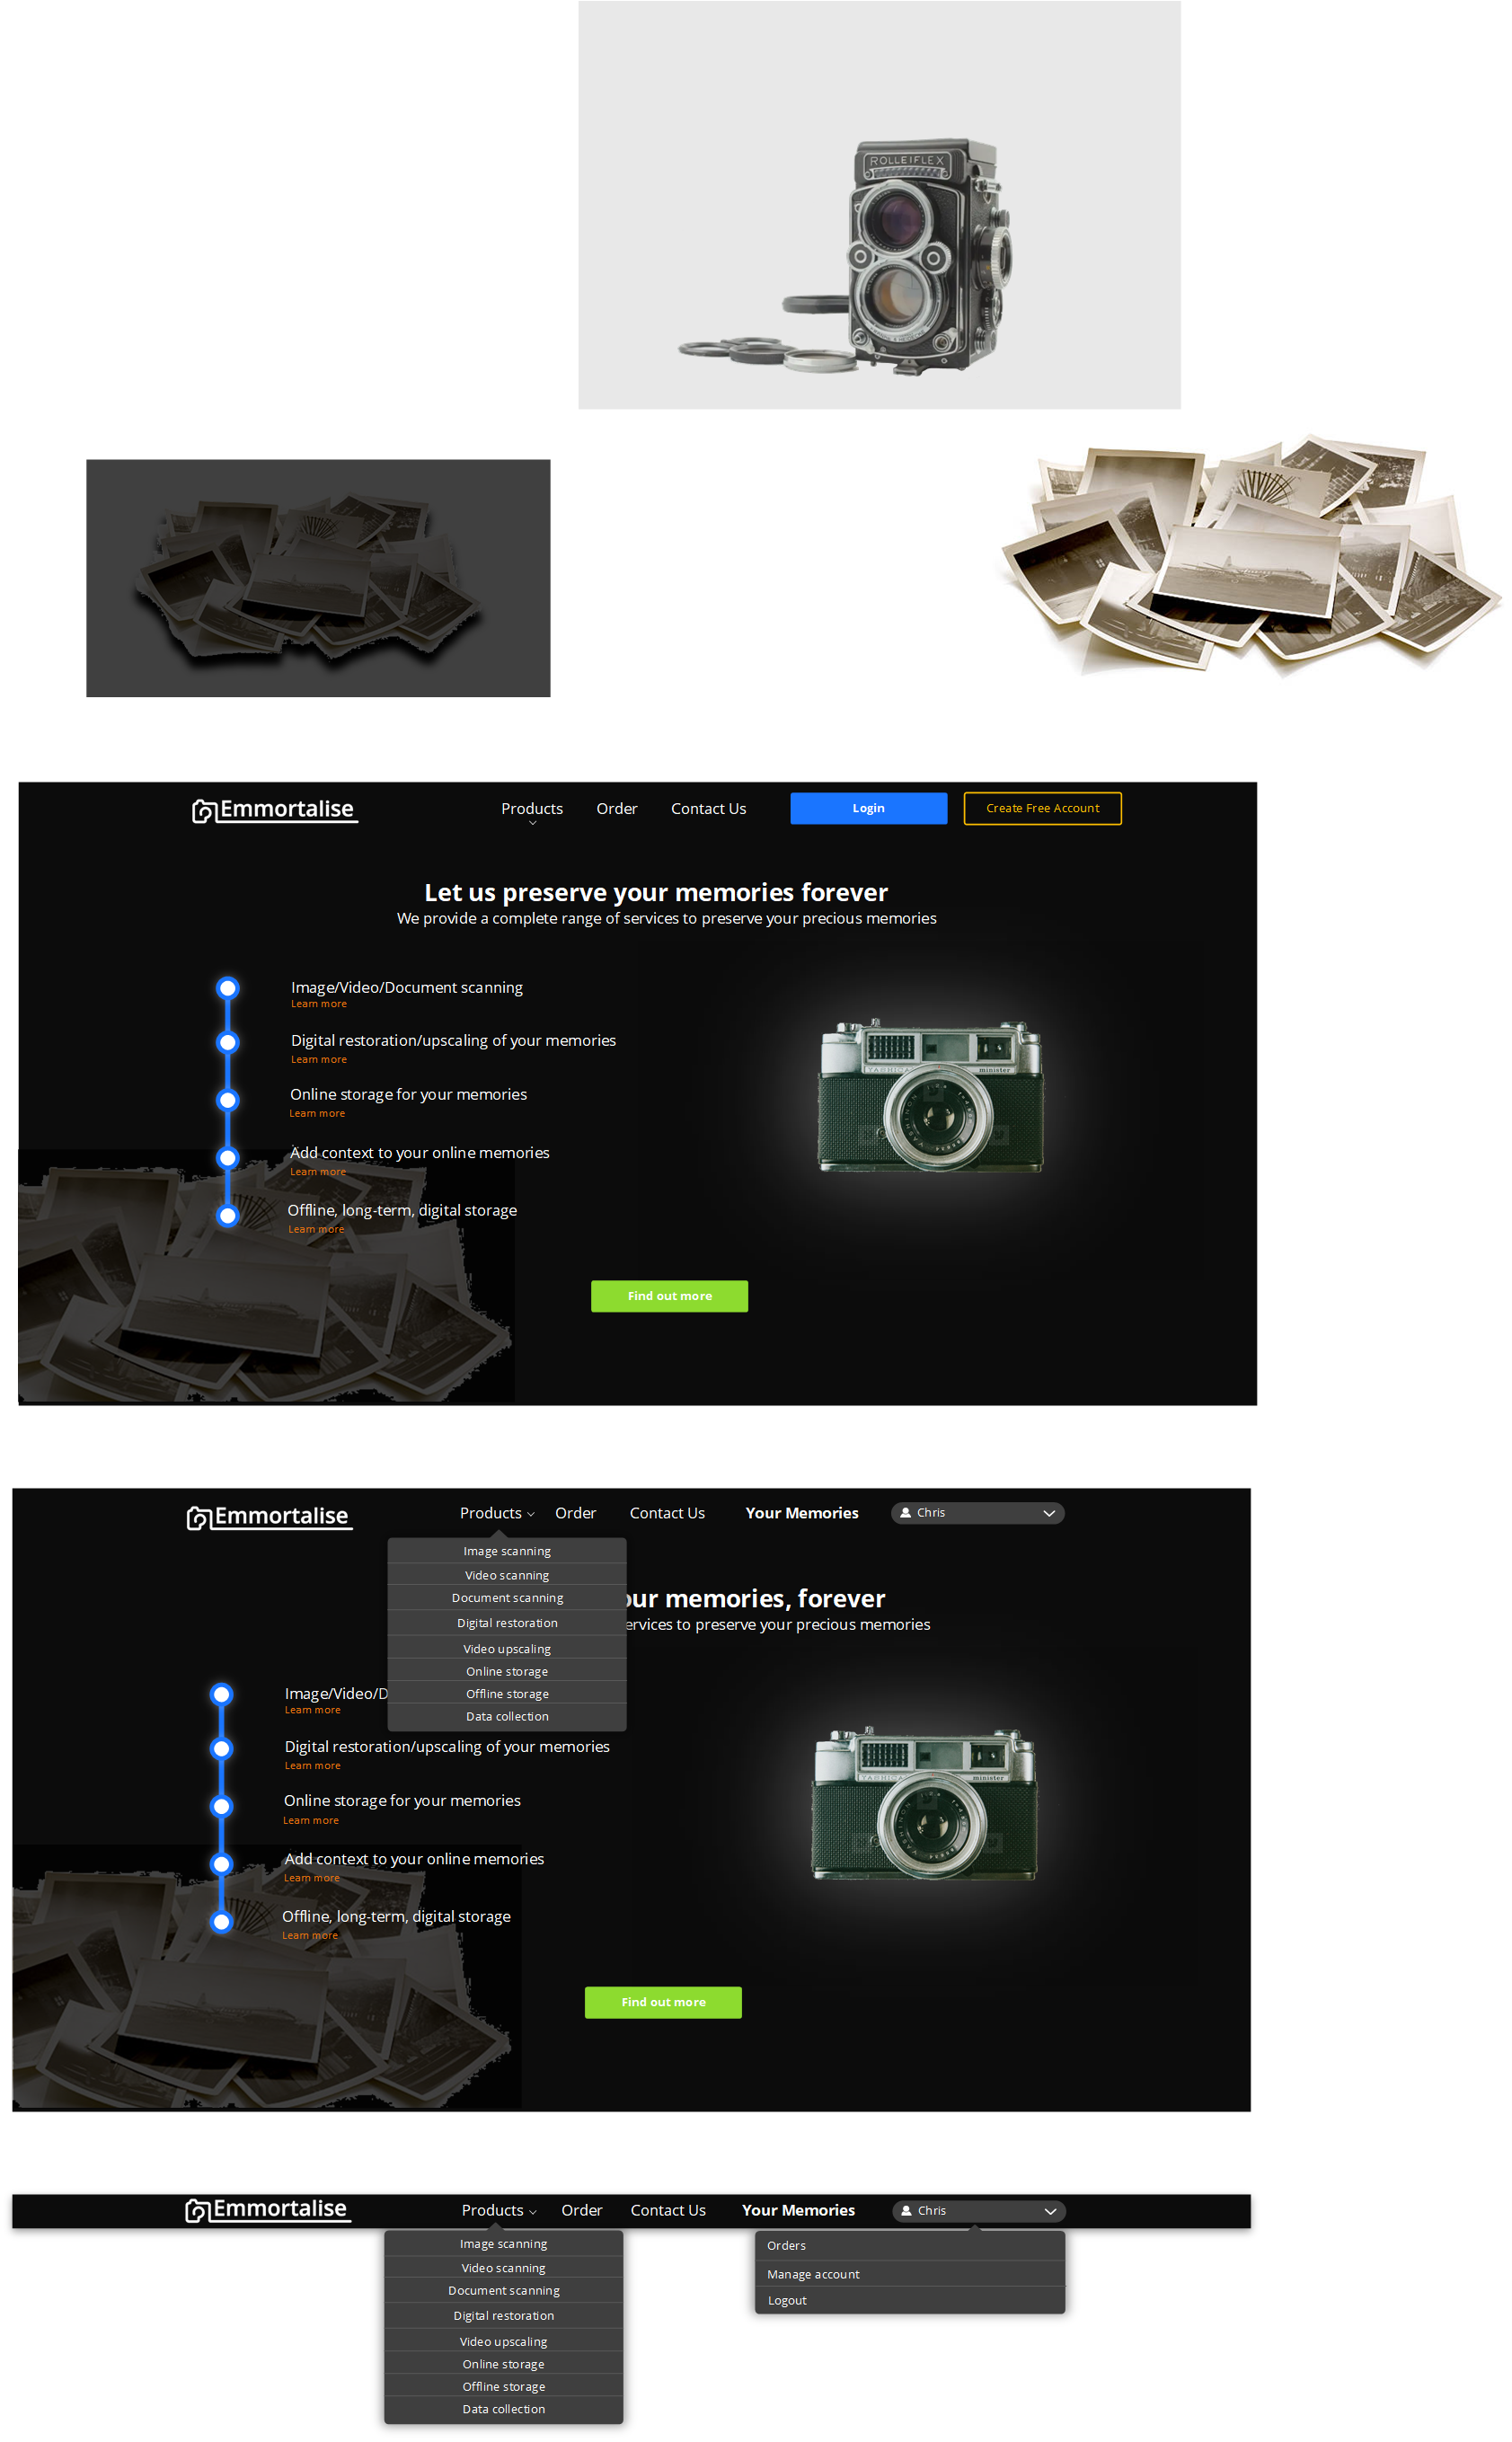 ROLLEIFLEX
Emmortalise
Products
Order
Contact Us
Login
Create Free Account
Let us preserve your memories forever
We provide a complete range of services to preserve your precious memories
Image/Video/Document scanning
Learn more
Digital restoration/upscaling of your memories
Learn more
Online storage for your memories
Learn more
Add context to your online memories
Learn more
Offline, long-term, digital storage
Learn more
YASHICA
minister
YASHINON
Find out more
Emmortalise
Products
Order
Contact Us
Your Memories
Chris
Image scanning
Video scanning
Document scanning
Digital restoration
Video upscaling
Online storage
Offline storage
Data collection
our memories, forever
ervices to preserve your precious memories
Image/Video/D
Learn more
Digital restoration/upscaling of your memories
Learn more
Online storage for your memories
Learn more
Add context to your online memories
Learn more
Offline, long-term, digital storage
Learn more
YASHICA
minister
YASHINON
Find out more
Emmortalise
Products
Order
Contact Us
Your Memories
Chris
Image scanning
Video scanning
Document scanning
Digital restoration
Video upscaling
Online storage
Offline storage
Data collection
Orders
Manage account
Logout